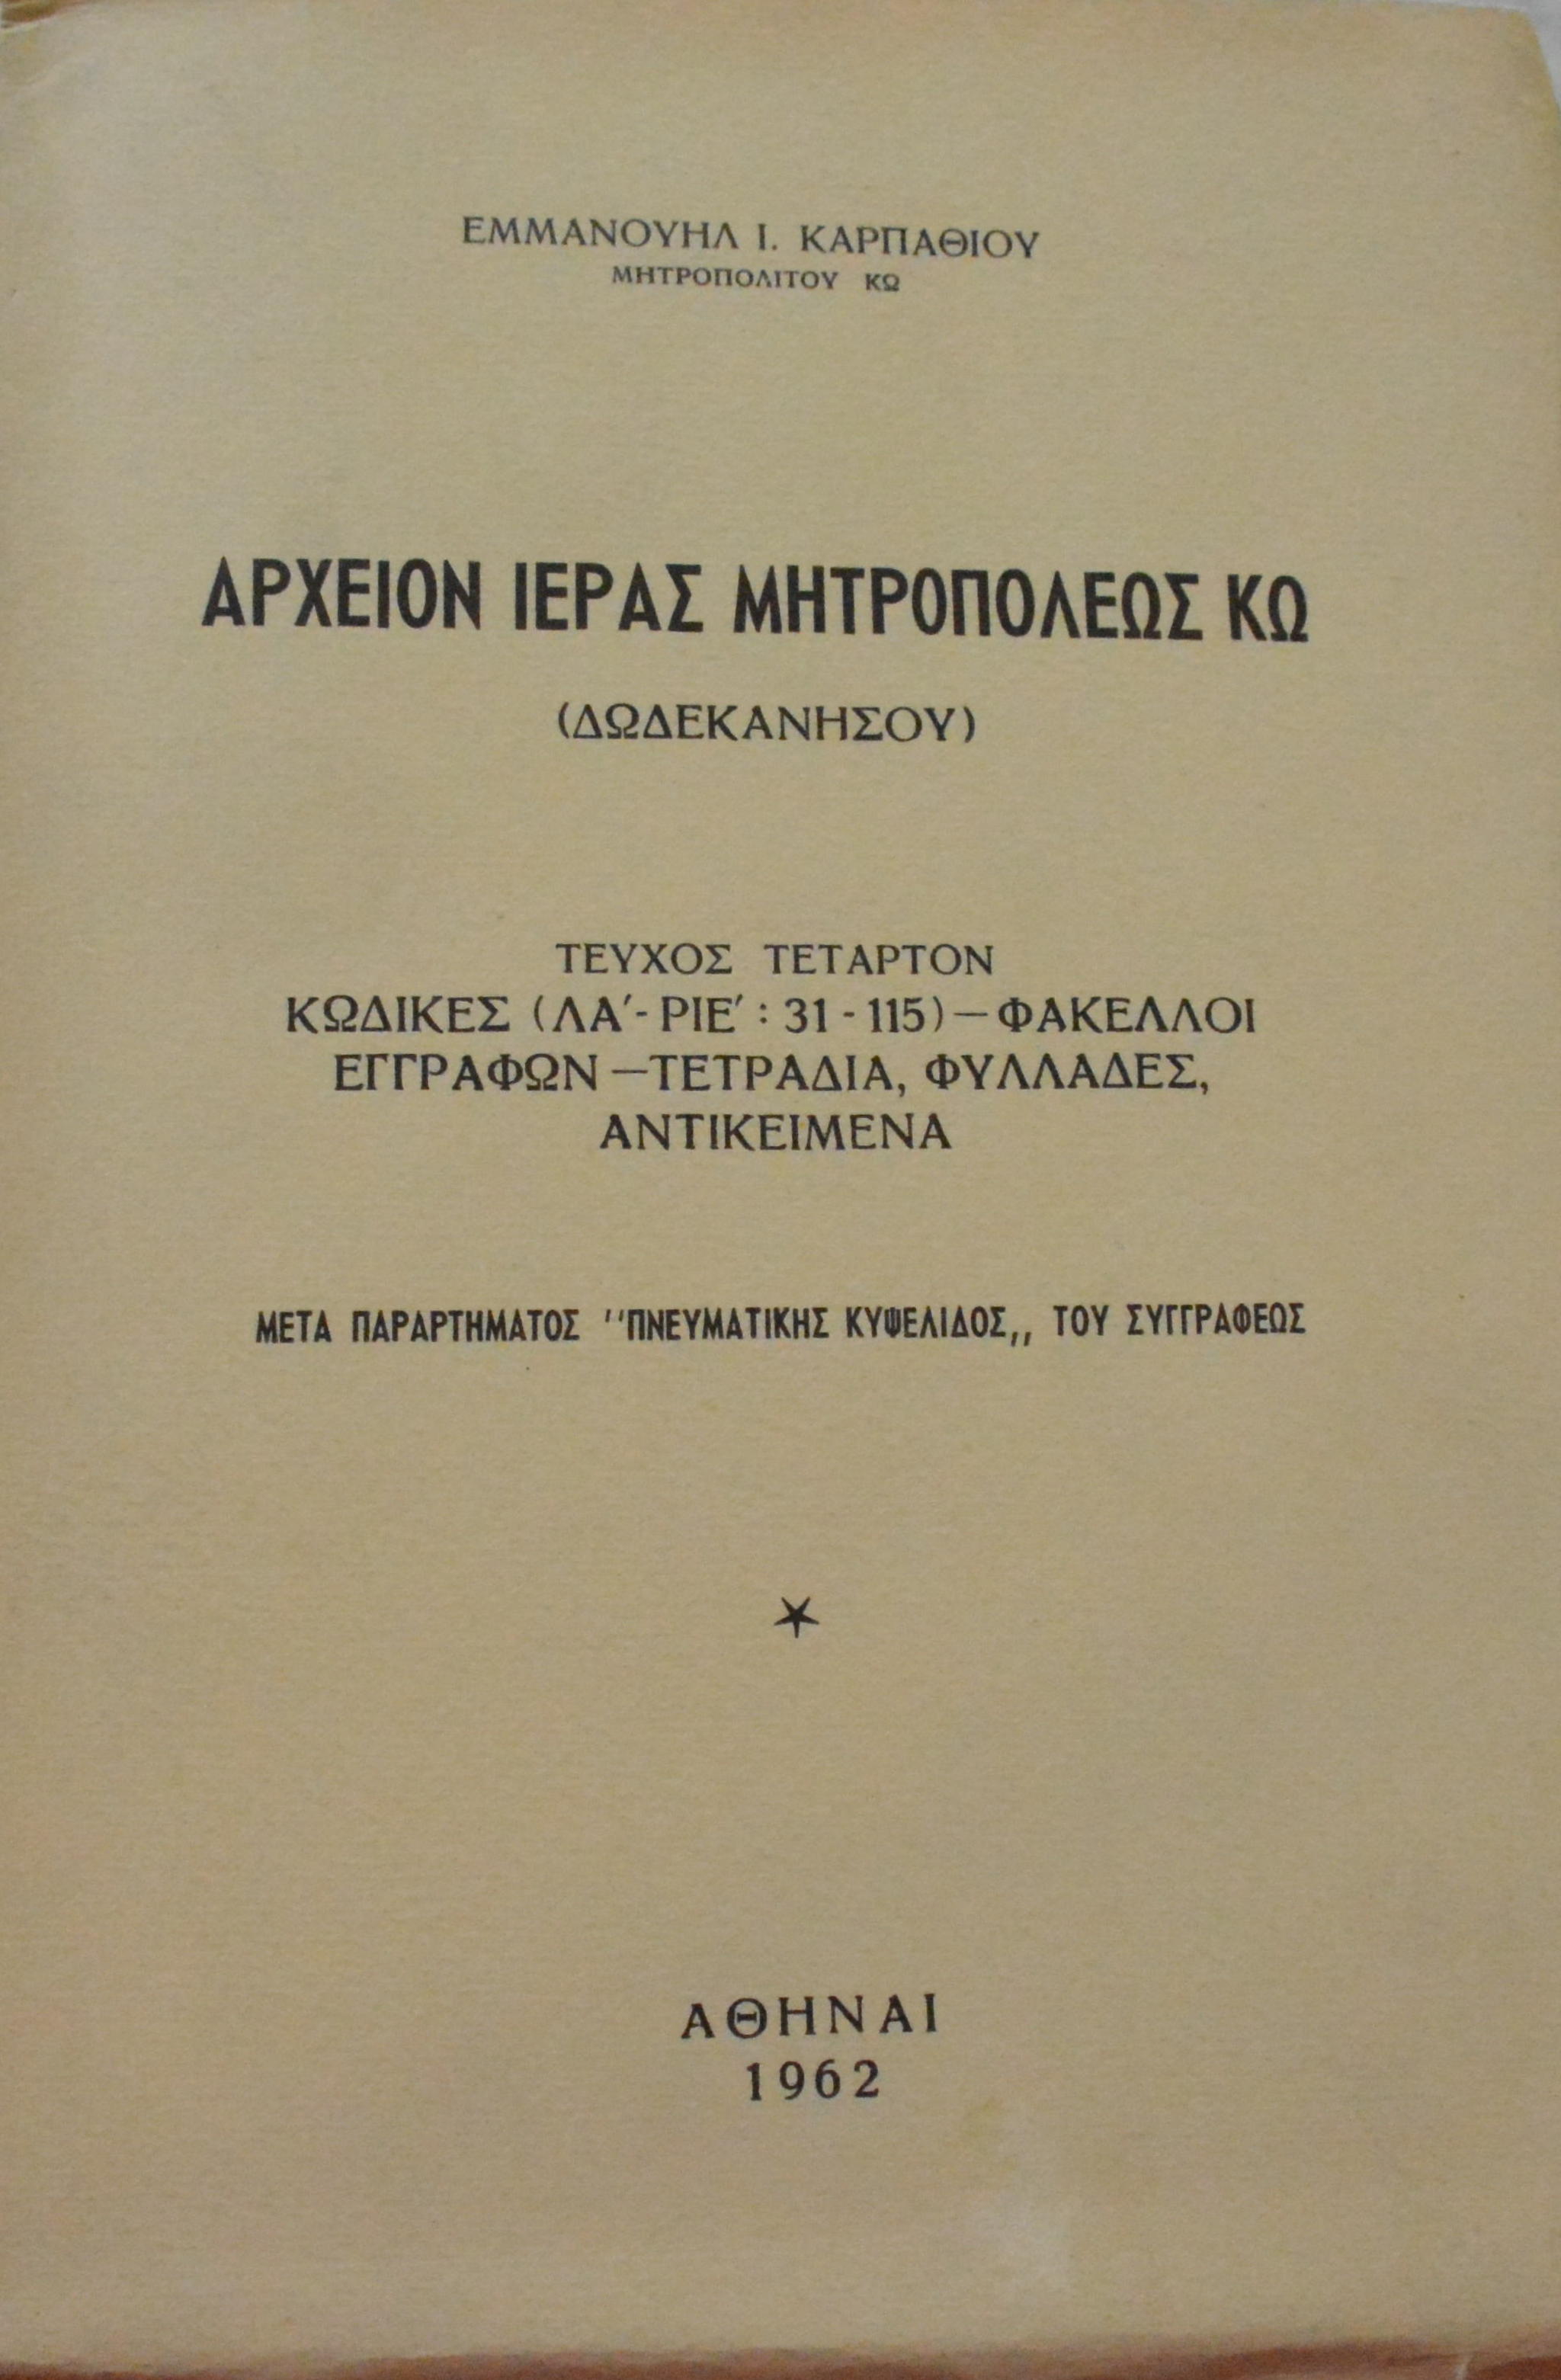 ΕΜΜΑΝΟΥΗΛ Ι. ΚΑΡΠΑΘΙΟΥ
ΜΗΤΡΟΠΟΛΙΤΟΥ ΚΩ
ΑΡΧΕΙΟΝ ΙΕΡΑΣ ΜΗΤΡΟΠΟΛΕΩΣ ΚΩ
(ΔΩΔΕΚΑΝΗΣΟΥ)
ΤΕΥΧΟΣ ΤΕΤΑΡΤΟΝ
ΚΩΔΙΚΕΣ (ΛΑ′- ΡΙΕ′ : 31 - 115) — ΦΑΚΕΛΛΟΙ
ΕΓΓΡΑΦΩΝ — ΤΕΤΡΑΔΙΑ, ΦΥΛΛΑΔΕΣ,
ΑΝΤΙΚΕΙΜΕΝΑ
ΜΕΤΑ ΠΑΡΑΡΤΗΜΑΤΟΣ ''ΠΝΕΥΜΑΤΙΚΗΣ ΚΥΨΕΛΙΔΟΣ,, ΤΟΥ ΣΥΓΓΡΑΦΕΩΣ
ΑΘΗΝΑΙ
1962